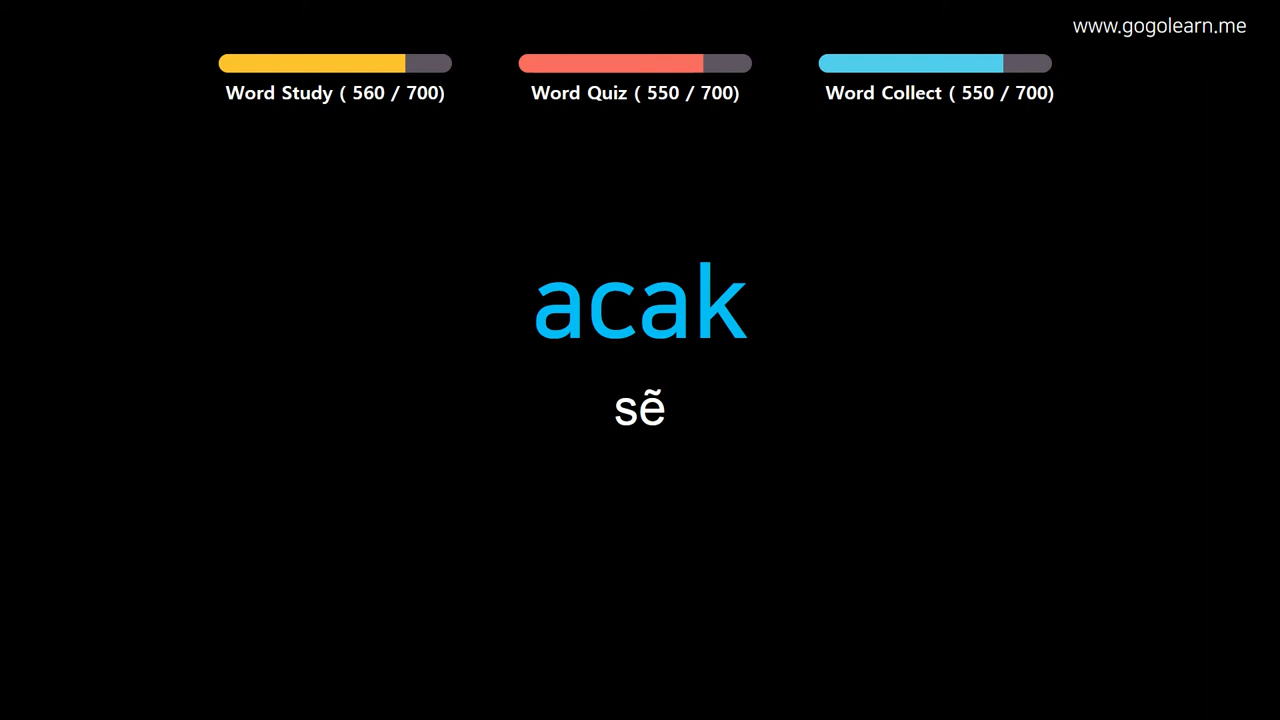 www.gogolearn.me
Word Study ( 560 / 700)
Word Quiz ( 550 / 700)
Word Collect ( 550 / 700)
acak
sẽ